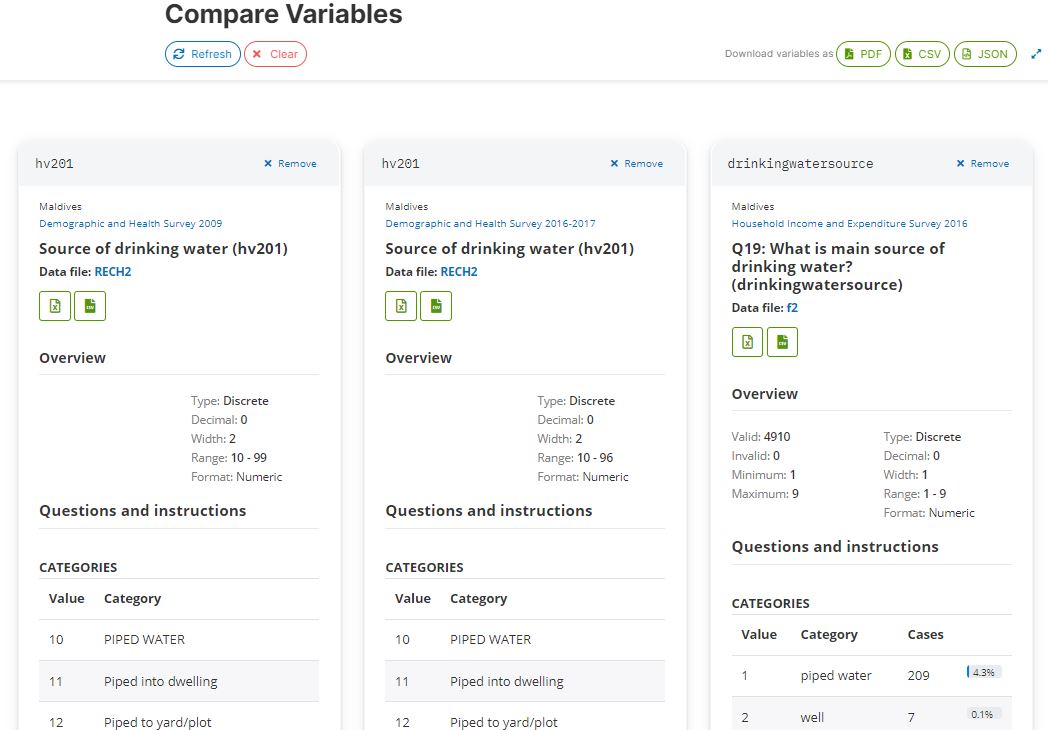 Compare Variables
Refresh Clear Download variables as PDF CSV JSON
hv201 Remove
Maldives
Demographic and Health Survey 2009
Source of drinking water (hv201)
Data file: RECH2
Overview
Type: Discrete
Decimal: 0
Width: 2
Range: 10 - 99
Format: Numeric
Questions and instructions
CATEGORIES
Value Category
10 PIPED WATER
11 Piped into dwelling
12 Piped to yard/plot
hv201 Remove
Maldives
Demographic and Health Survey 2016-2017
Source of drinking water (hv201)
Data file: RECH2
Overview
Type: Discrete
Decimal: 0
Width: 2
Range: 10 - 96
Format: Numeric
Questions and instructions
CATEGORIES
Value Category
10 PIPED WATER
11 Piped into dwelling
12 Piped to yard/plot
drinkingwatersource Remove
Maldives
Household Income and Expenditure Survey 2016
Q19: What is main source of
drinking water?
(drinkingwatersource)
Data file: f2
Overview
Valid: 4910 Type: Discrete
Invalid: 0 Decimal: 0
Minimum: 1 Width: 1
Maximum: 9 Range: 1 - 9
Format: Numeric
Questions and instructions
CATEGORIES
Value Category Cases
1 piped water 209 4.3%
2 well 7 0.1%